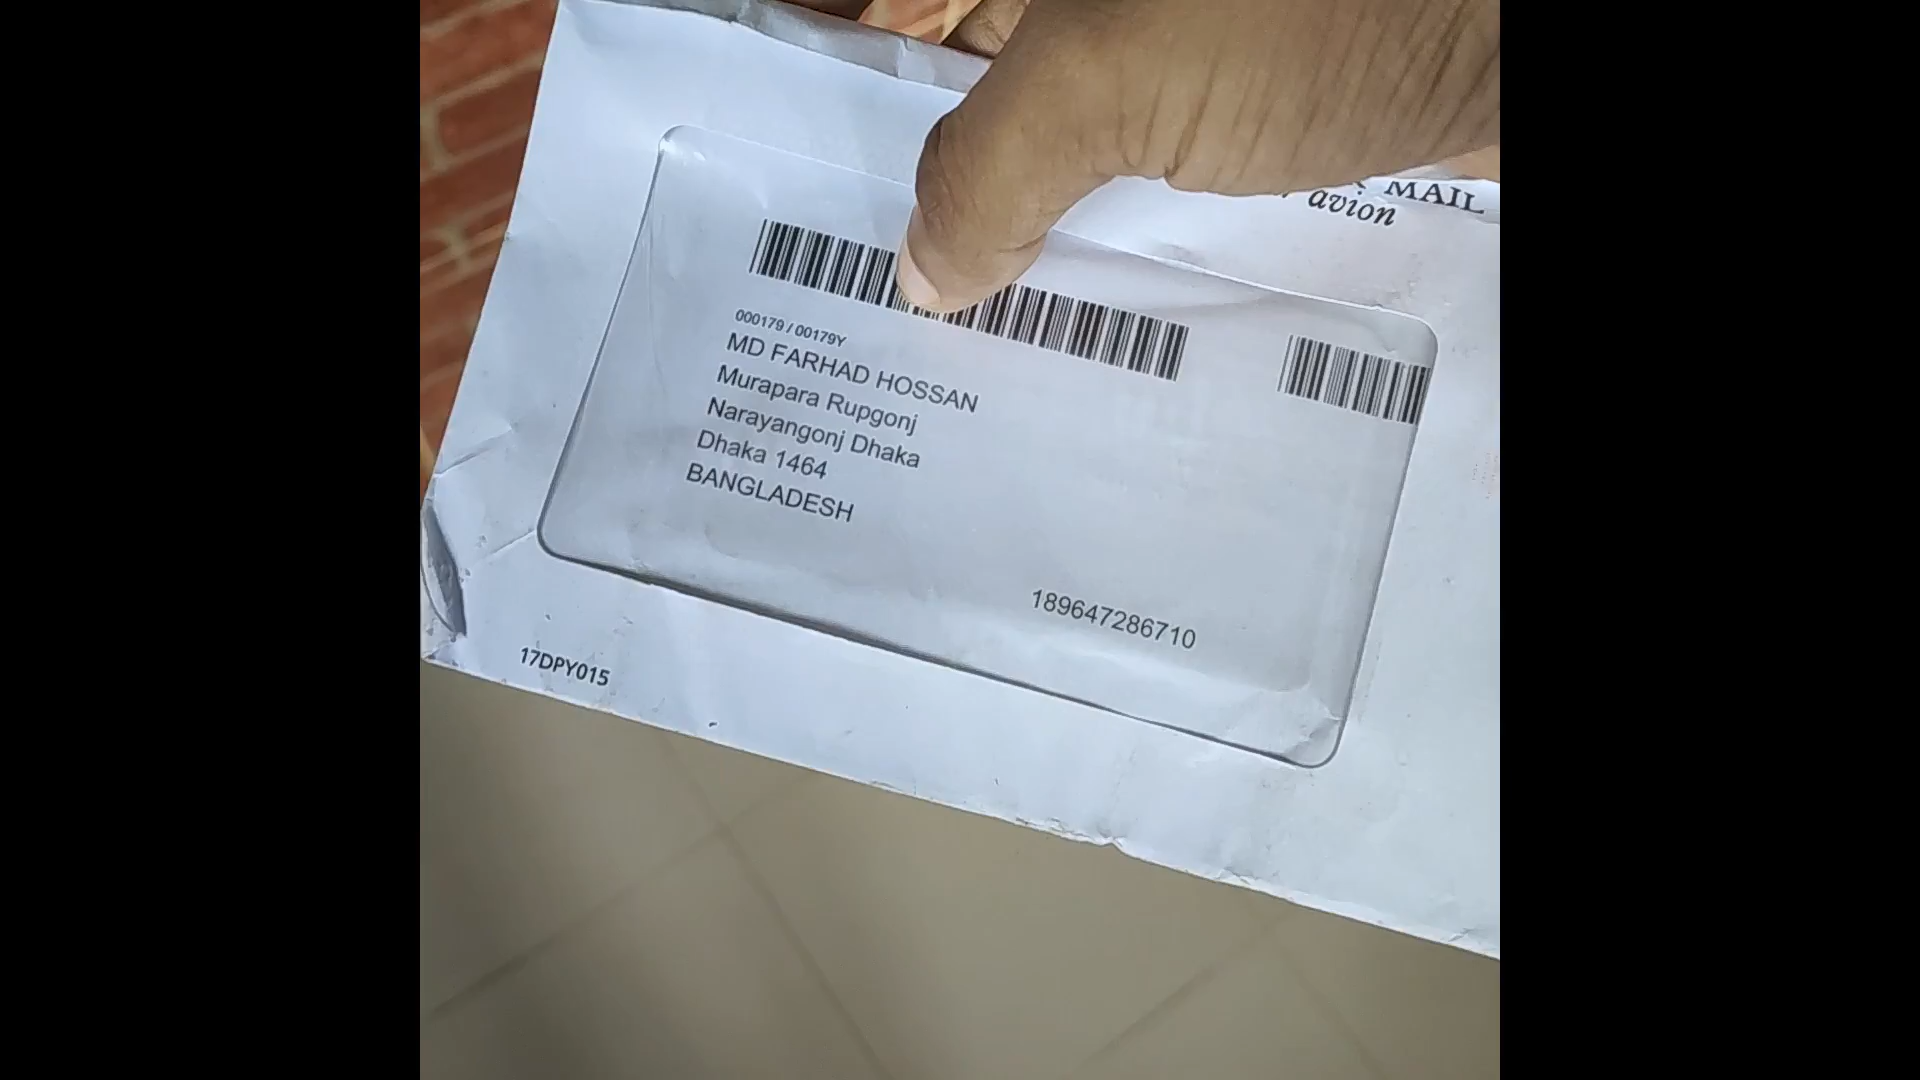 MAIL
avion
000179 / 00179Y
MD FARHAD HOSSAN
Murapara Rupgonj
Narayangonj Dhaka
Dhaka 1464
BANGLADESH
189647286710
17DPY015